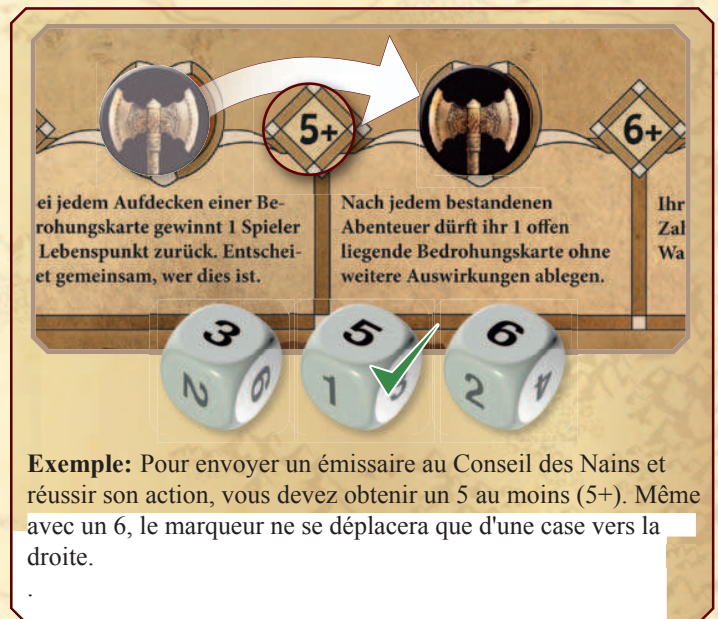 5+
6+
ei jedem Aufdecken einer Be-
rohungskarte gewinnt 1 Spieler
Lebenspunkt zurück. Entschei-
et gemeinsam, wer dies ist.
Nach jedem bestandenen
Abenteuer dürft ihr 1 offen
liegende Bedrohungskarte ohne
weitere Auswirkungen ablegen.
Ihr
Zal
Wa
3
2
6
5
1
3
6
2
4
Exemple: Pour envoyer un émissaire au Conseil des Nains et
réussir son action, vous devez obtenir un 5 au moins (5+). Même
avec un 6, le marqueur ne se déplacera que d'une case vers la
droite.
.